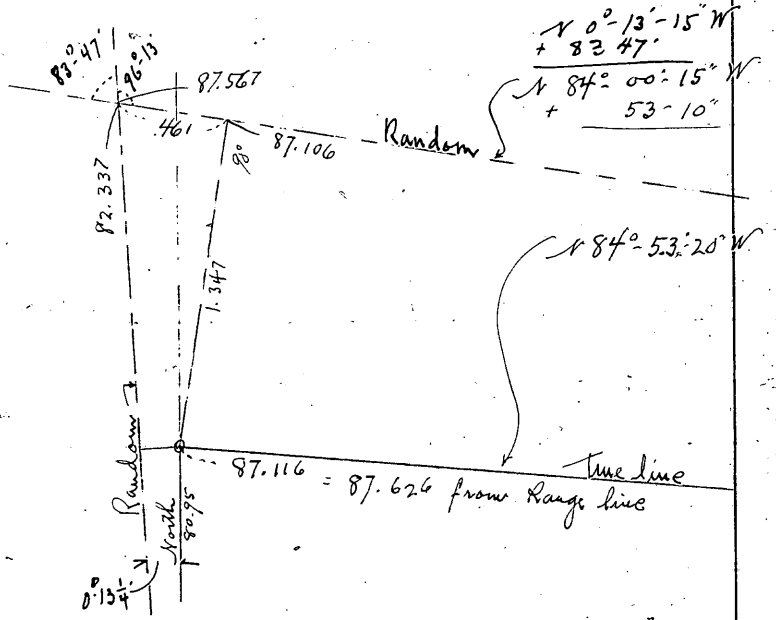 N 0°-13'-15" W
+ 83 47'
N 84°-00'-15" W
+ 53-10"
83°-47'
96°-13'
87.567
.461
87.106
Random
90°
82.337
1.347
N 84°-53'-20" W
Random
North
80.95
87.116 = 87.626 from Range line
True line
0°13¼'